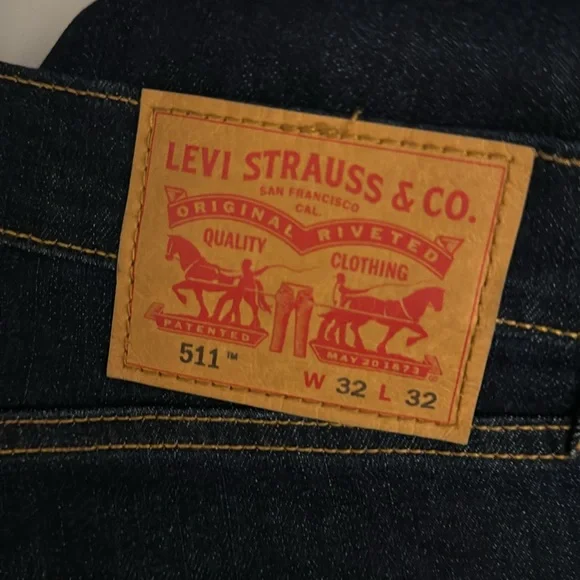 LEVI STRAUSS & CO.
SAN FRANCISCO
CAL.
ORIGINAL RIVETED
QUALITY CLOTHING
PATENTED
MAY 20 1873
511™
W 32 L 32